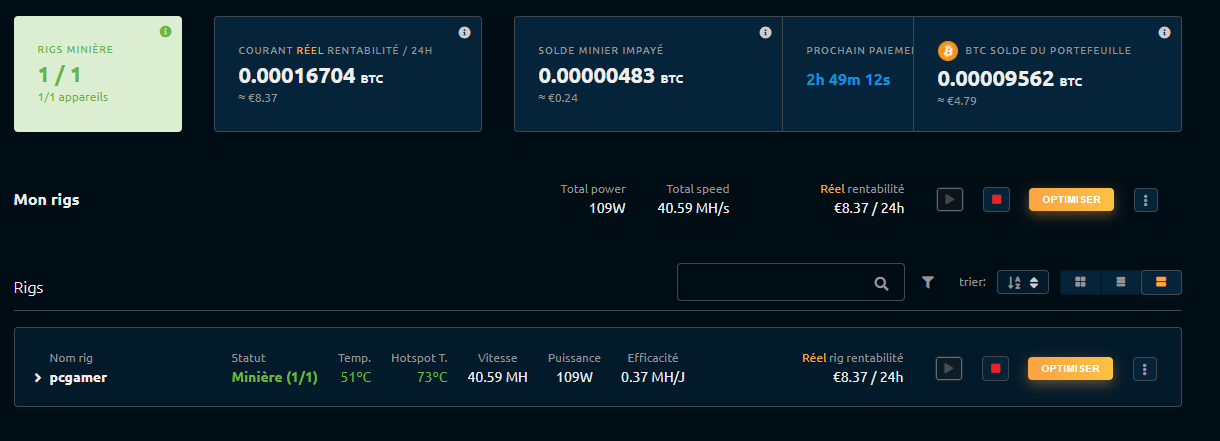 RIGS MINIÈRE
1 / 1
1/1 appareils
COURANT RÉEL RENTABILITÉ / 24H
0.00016704 BTC
≈ €8.37
SOLDE MINIER IMPAYÉ
0.00000483 BTC
≈ €0.24
PROCHAIN PAIEMEN
2h 49m 12s
BTC SOLDE DU PORTEFEUILLE
0.00009562 BTC
≈ €4.79
Mon rigs
Total power
109W
Total speed
40.59 MH/s
Réel rentabilité
€8.37 / 24h
OPTIMISER
Rigs
trier:
Nom rig
pcgamer
Statut
Minière (1/1)
Temp.
51°C
Hotspot T.
73°C
Vitesse
40.59 MH
Puissance
109W
Efficacité
0.37 MH/J
Réel rig rentabilité
€8.37 / 24h
OPTIMISER